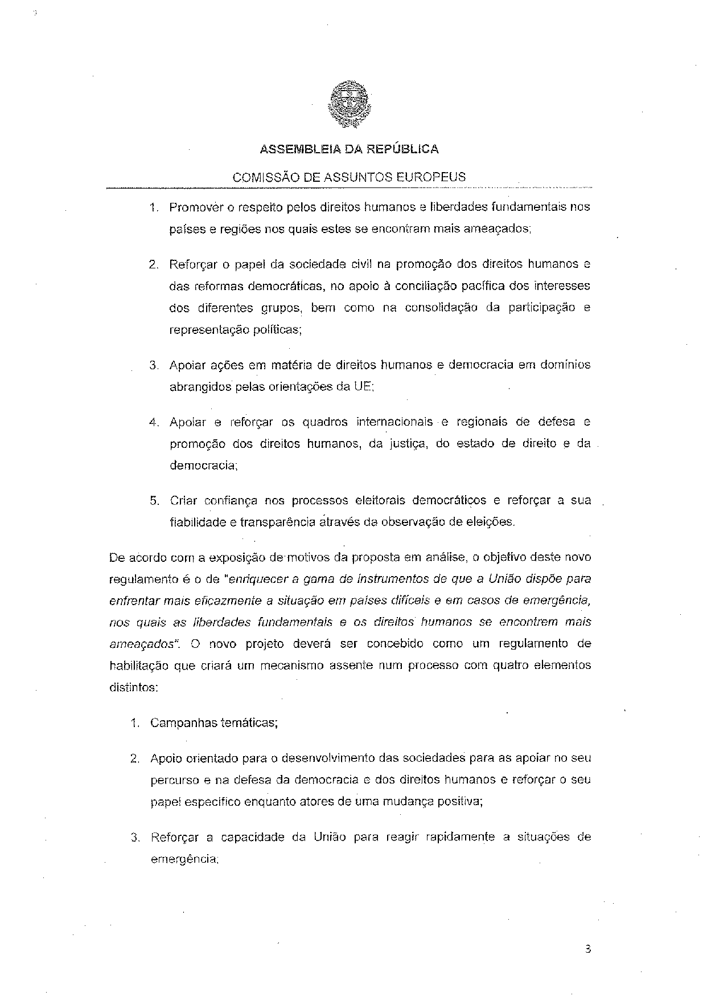 ASSEMBLEIA DA REPÚBLICA
COMISSÃO DE ASSUNTOS EUROPEUS
1. Promover o respeito pelos direitos humanos e liberdades fundamentais nos
países e regiões nos quais estes se encontram mais ameaçados;
2. Reforçar o papel da sociedade civil na promoção dos direitos humanos e
das reformas democráticas, no apoio à conciliação pacífica dos interesses
dos diferentes grupos, bem como na consolidação da participação e
representação políticas;
3. Apoiar ações em matéria de direitos humanos e democracia em domínios
abrangidos pelas orientações da UE;
4. Apoiar e reforçar os quadros internacionais e regionais de defesa e
promoção dos direitos humanos, da justiça, do estado de direito e da
democracia;
5. Criar confiança nos processos eleitorais democráticos e reforçar a sua
fiabilidade e transparência através da observação de eleições.
De acordo com a exposição de motivos da proposta em análise, o objetivo deste novo
regulamento é o de "enriquecer a gama de instrumentos de que a União dispõe para
enfrentar mais eficazmente a situação em países difíceis e em casos de emergência,
nos quais as liberdades fundamentais e os direitos humanos se encontrem mais
ameaçados". O novo projeto deverá ser concebido como um regulamento de
habilitação que criará um mecanismo assente num processo com quatro elementos
distintos:
1. Campanhas temáticas;
2. Apoio orientado para o desenvolvimento das sociedades para as apoiar no seu
percurso e na defesa da democracia e dos direitos humanos e reforçar o seu
papel especifico enquanto atores de uma mudança positiva;
3. Reforçar a capacidade da União para reagir rapidamente a situações de
emergência;
3